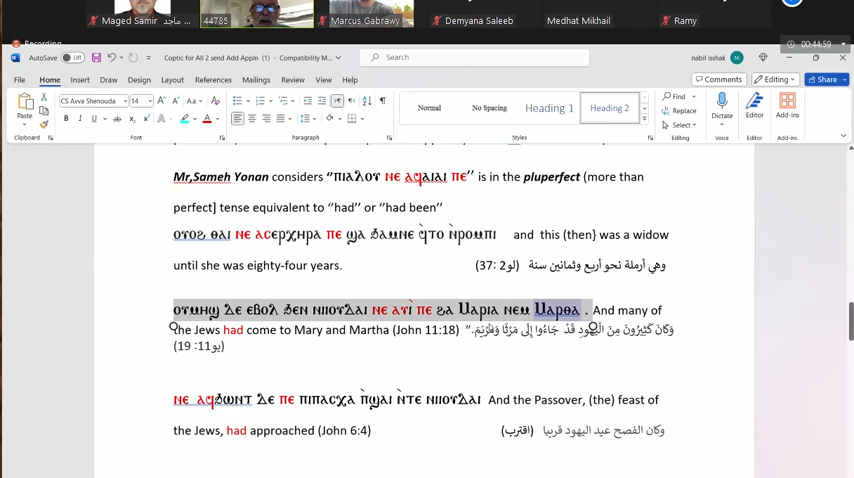 Maged Samir ماجد
44785
Marcus Gabrawy
Demyana Saleeb
Medhat Mikhail
Ramy
Recording
00:44:59
AutoSave Off
Coptic for All 2 send Add Appln (1) - Compatibility M...
Search
nabil isshak NI
File Home Insert Draw Design Layout References Mailings Review View Help
Comments Editing Share
Paste
CS Avva Shenouda 14
Normal No Spacing Heading 1 Heading 2
Find
Replace
Select
Dictate
Editor
Add-ins
Clipboard Font Paragraph Styles Editing Voice Editor Add-ins
Mr,Sameh Yonan considers “ⲡⲓⲁⲗⲟⲩ ⲛⲉ ⲁϥⲁⲓⲁⲓ ⲡⲉ” is in the pluperfect (more than
perfect] tense equivalent to “had” or “had been”
ⲟⲩⲟϩ ⲑⲁⲓ ⲛⲉ ⲁⲥⲉⲣⲭⲏⲣⲁ ⲡⲉ ϣⲁ ϧⲁⲙⲛⲉ ϥ̀ⲧⲟ ⲛ̀ⲣⲟⲙⲡⲓ and this (then} was a widow
until she was eighty-four years. (لو2 :37) وهي أرملة نحو أربع وثمانين سنة
ⲟⲩⲙⲏϣ ⲇⲉ ⲉⲃⲟⲗ ϧⲉⲛ ⲛⲓⲓⲟⲩⲇⲁⲓ ⲛⲉ ⲁⲩⲓ̀ ⲡⲉ ϩⲁ Ⲙⲁⲣⲓⲁ ⲛⲉⲙ Ⲙⲁⲣⲑⲁ . And many of
the Jews had come to Mary and Martha (John 11:18) وَكَانَ كَثِيرُونَ مِنَ الْيَهُودِ قَدْ جَاءُوا إِلَى مَرْثَا وَمَرْيَمَ.”
(يو11: 19)
ⲛⲉ ⲁϥϧⲱⲛⲧ ⲇⲉ ⲡⲉ ⲡⲓⲡⲁⲥⲭⲁ ⲡ̀ϣⲁⲓ ⲛ̀ⲧⲉ ⲛⲓⲓⲟⲩⲇⲁⲓ And the Passover, (the) feast of
the Jews, had approached (John 6:4) وكان الفصح عيد اليهود قريبا (اقترب)